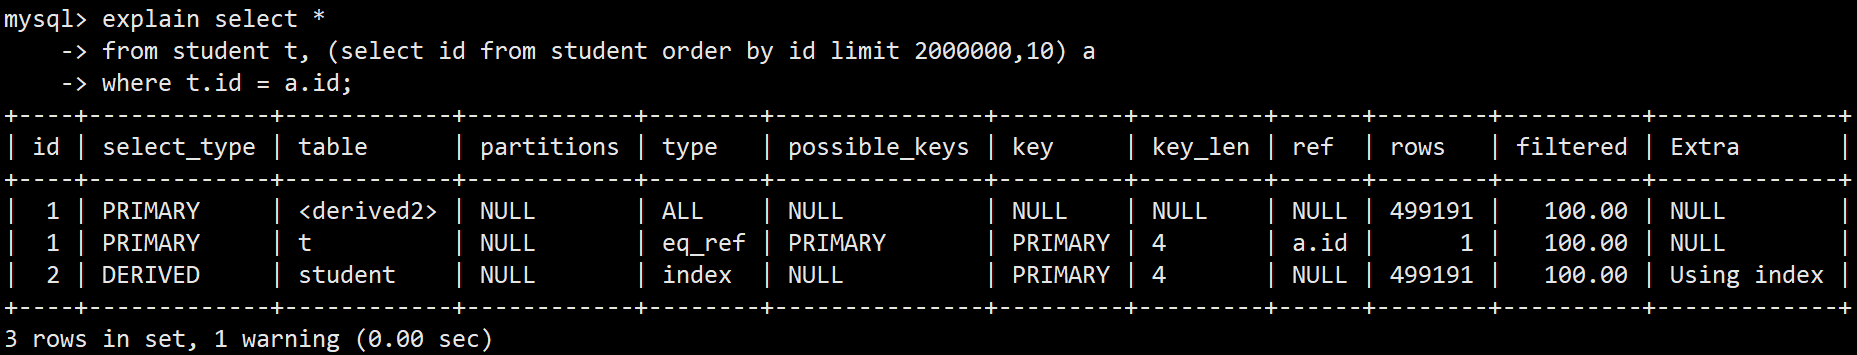 mysql> explain select *
    -> from student t, (select id from student order by id limit 2000000,10) a
    -> where t.id = a.id;
+----+-------------+------------+------------+--------+---------------+---------+---------+------+--------+----------+-------------+
| id | select_type | table      | partitions | type   | possible_keys | key     | key_len | ref  | rows   | filtered | Extra       |
+----+-------------+------------+------------+--------+---------------+---------+---------+------+--------+----------+-------------+
|  1 | PRIMARY     | <derived2> | NULL       | ALL    | NULL          | NULL    | NULL    | NULL | 499191 |   100.00 | NULL        |
|  1 | PRIMARY     | t          | NULL       | eq_ref | PRIMARY       | PRIMARY | 4       | a.id |      1 |   100.00 | NULL        |
|  2 | DERIVED     | student    | NULL       | index  | NULL          | PRIMARY | 4       | NULL | 499191 |   100.00 | Using index |
+----+-------------+------------+------------+--------+---------------+---------+---------+------+--------+----------+-------------+
3 rows in set, 1 warning (0.00 sec)